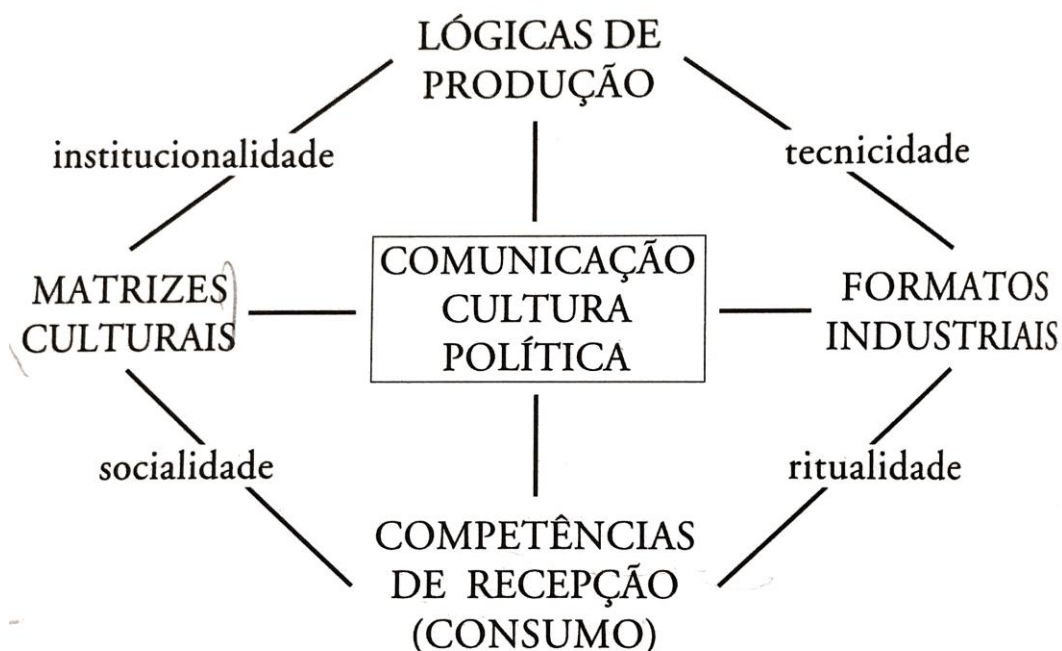 LÓGICAS DE
PRODUÇÃO
institucionalidade
tecnicidade
MATRIZES
CULTURAIS
COMUNICAÇÃO
CULTURA
POLÍTICA
FORMATOS
INDUSTRIAIS
socialidade
ritualidade
COMPETÊNCIAS
DE RECEPÇÃO
(CONSUMO)